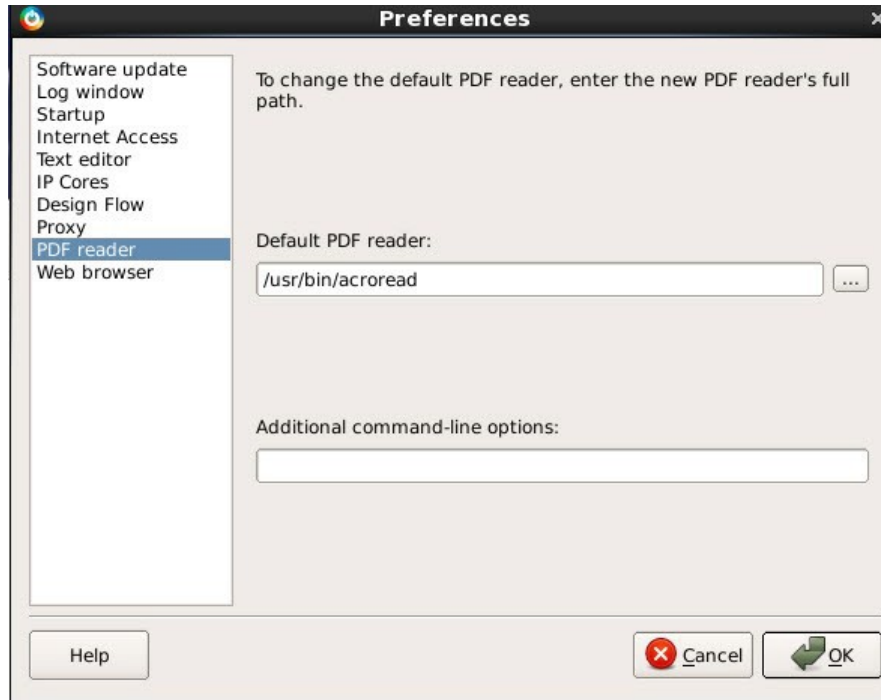 Preferences
Software update
Log window
Startup
Internet Access
Text editor
IP Cores
Design Flow
Proxy
PDF reader
Web browser
To change the default PDF reader, enter the new PDF reader's full
path.
Default PDF reader:
/usr/bin/acroread
...
Additional command-line options:
Help
Cancel
OK